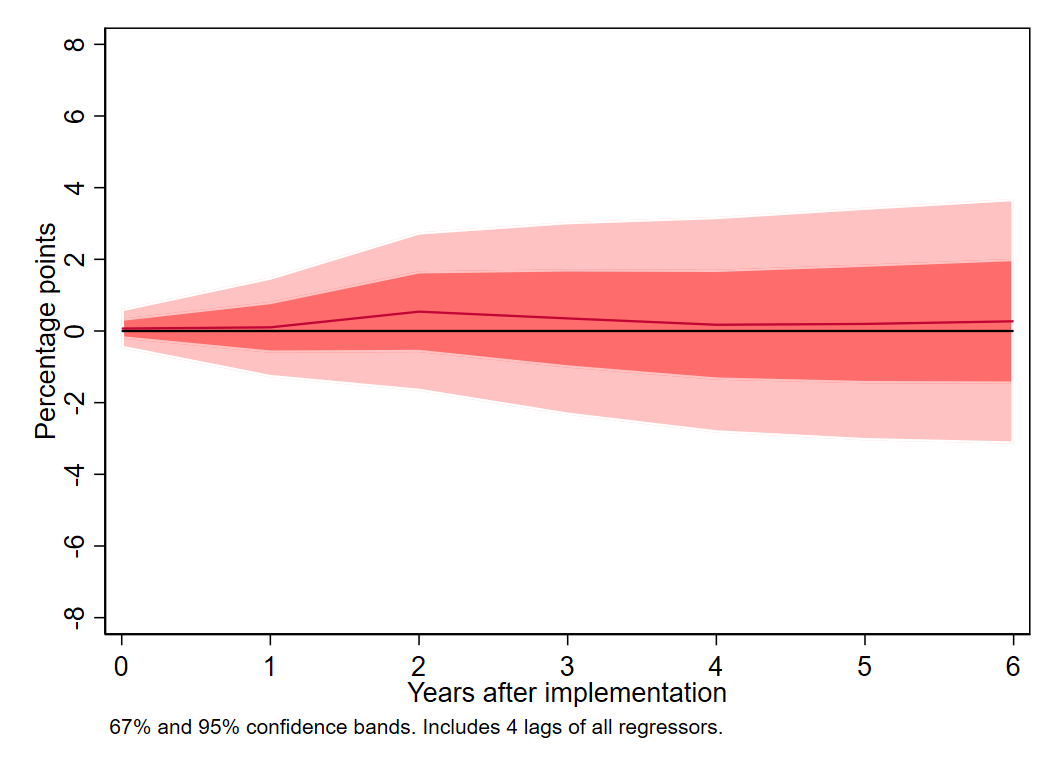 8
6
4
2
0
-2
-4
-6
-8
Percentage points
0 1 2 3 4 5 6
Years after implementation
67% and 95% confidence bands. Includes 4 lags of all regressors.